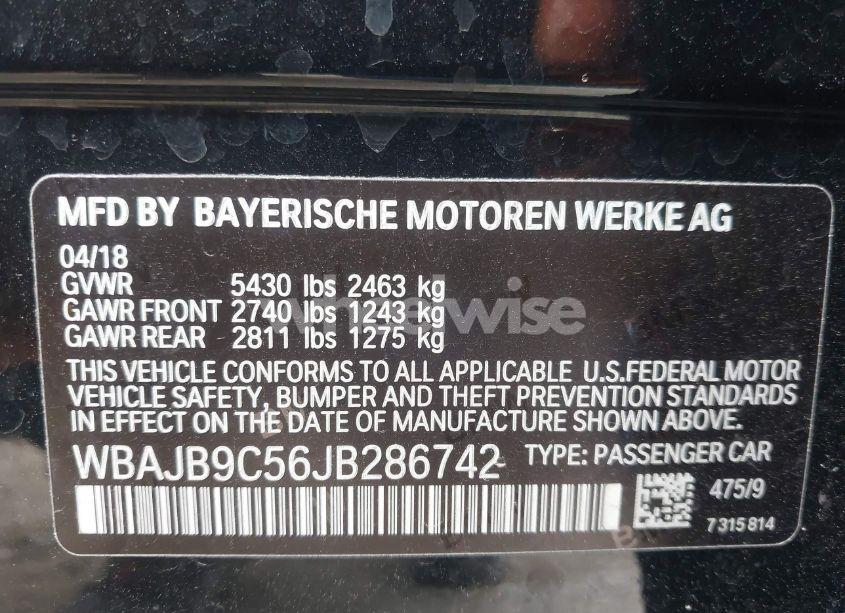 MFD BY BAYERISCHE MOTOREN WERKE AG
04/18
GVWR 5430 lbs 2463 kg
GAWR FRONT 2740 lbs 1243 kg
GAWR REAR 2811 lbs 1275 kg
THIS VEHICLE CONFORMS TO ALL APPLICABLE U.S.FEDERAL MOTOR
VEHICLE SAFETY, BUMPER AND THEFT PREVENTION STANDARDS
IN EFFECT ON THE DATE OF MANUFACTURE SHOWN ABOVE.
WBAJB9C56JB286742 TYPE: PASSENGER CAR
475/9
7315814